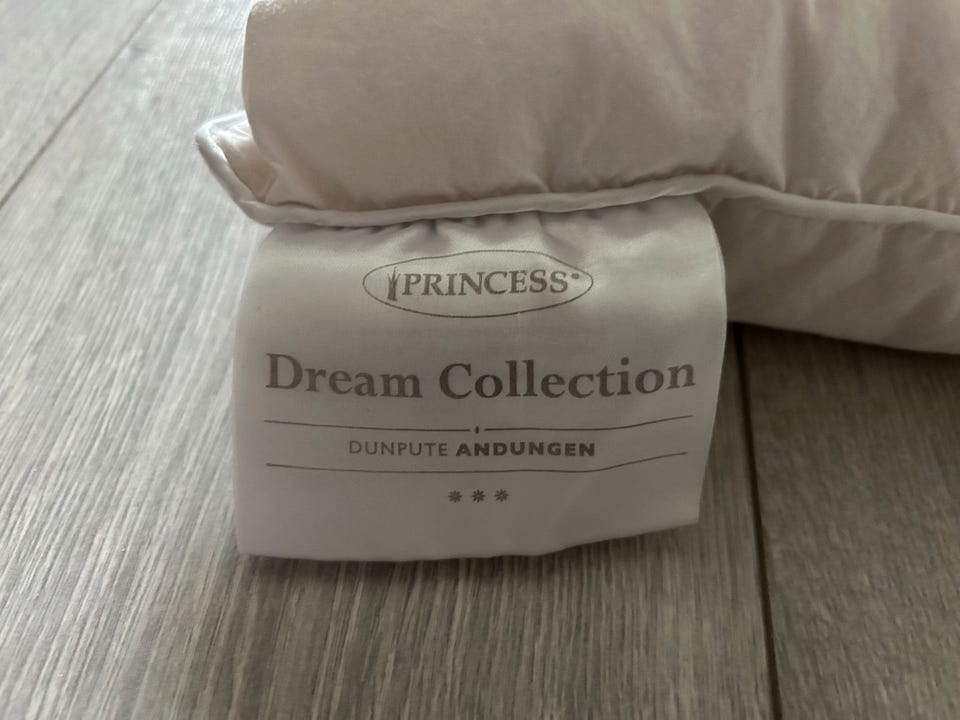 PRINCESS®
Dream Collection
DUNPUTE ANDUNGEN
***